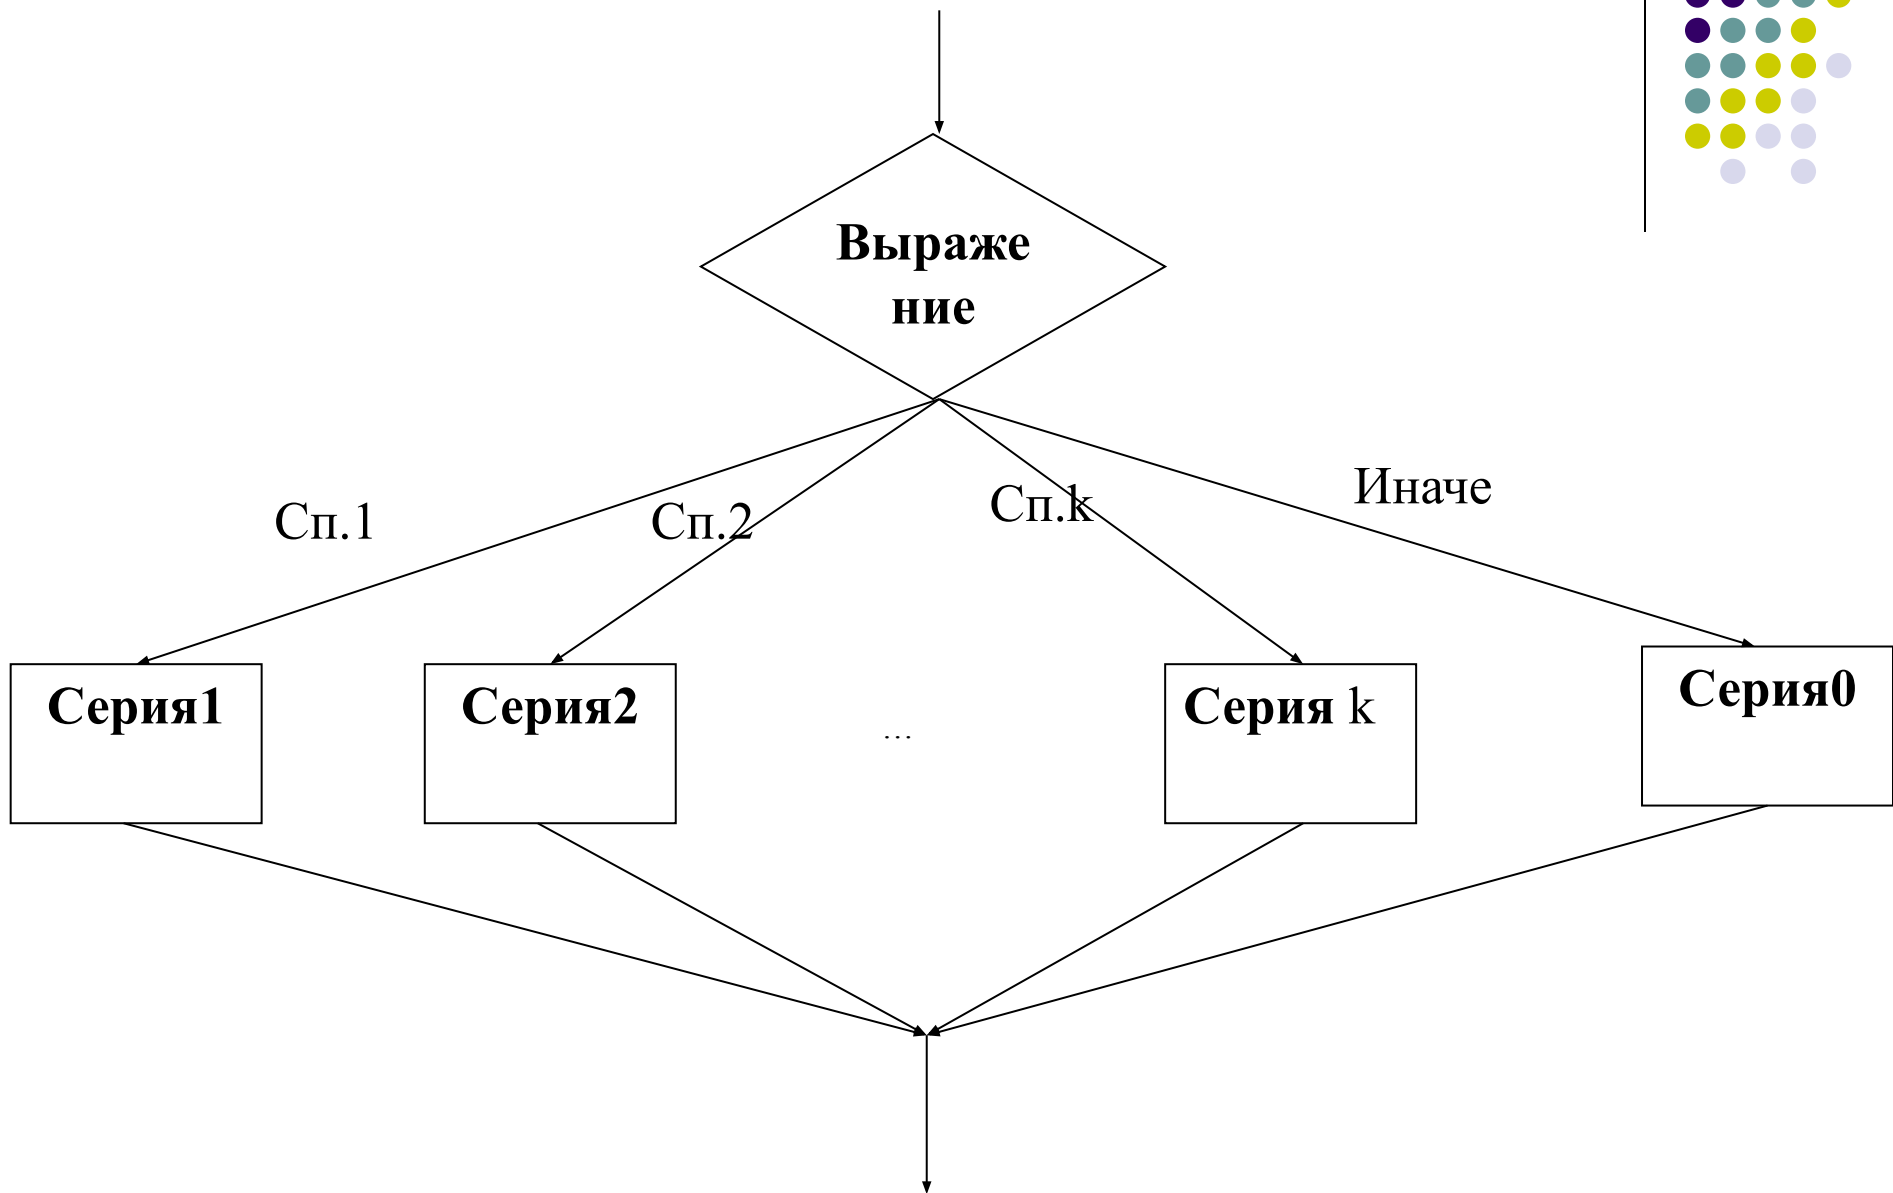 Выраже
ние
Сп.1
Сп.2
Сп.k
Иначе
Серия1
Серия2
...
Серия k
Серия0